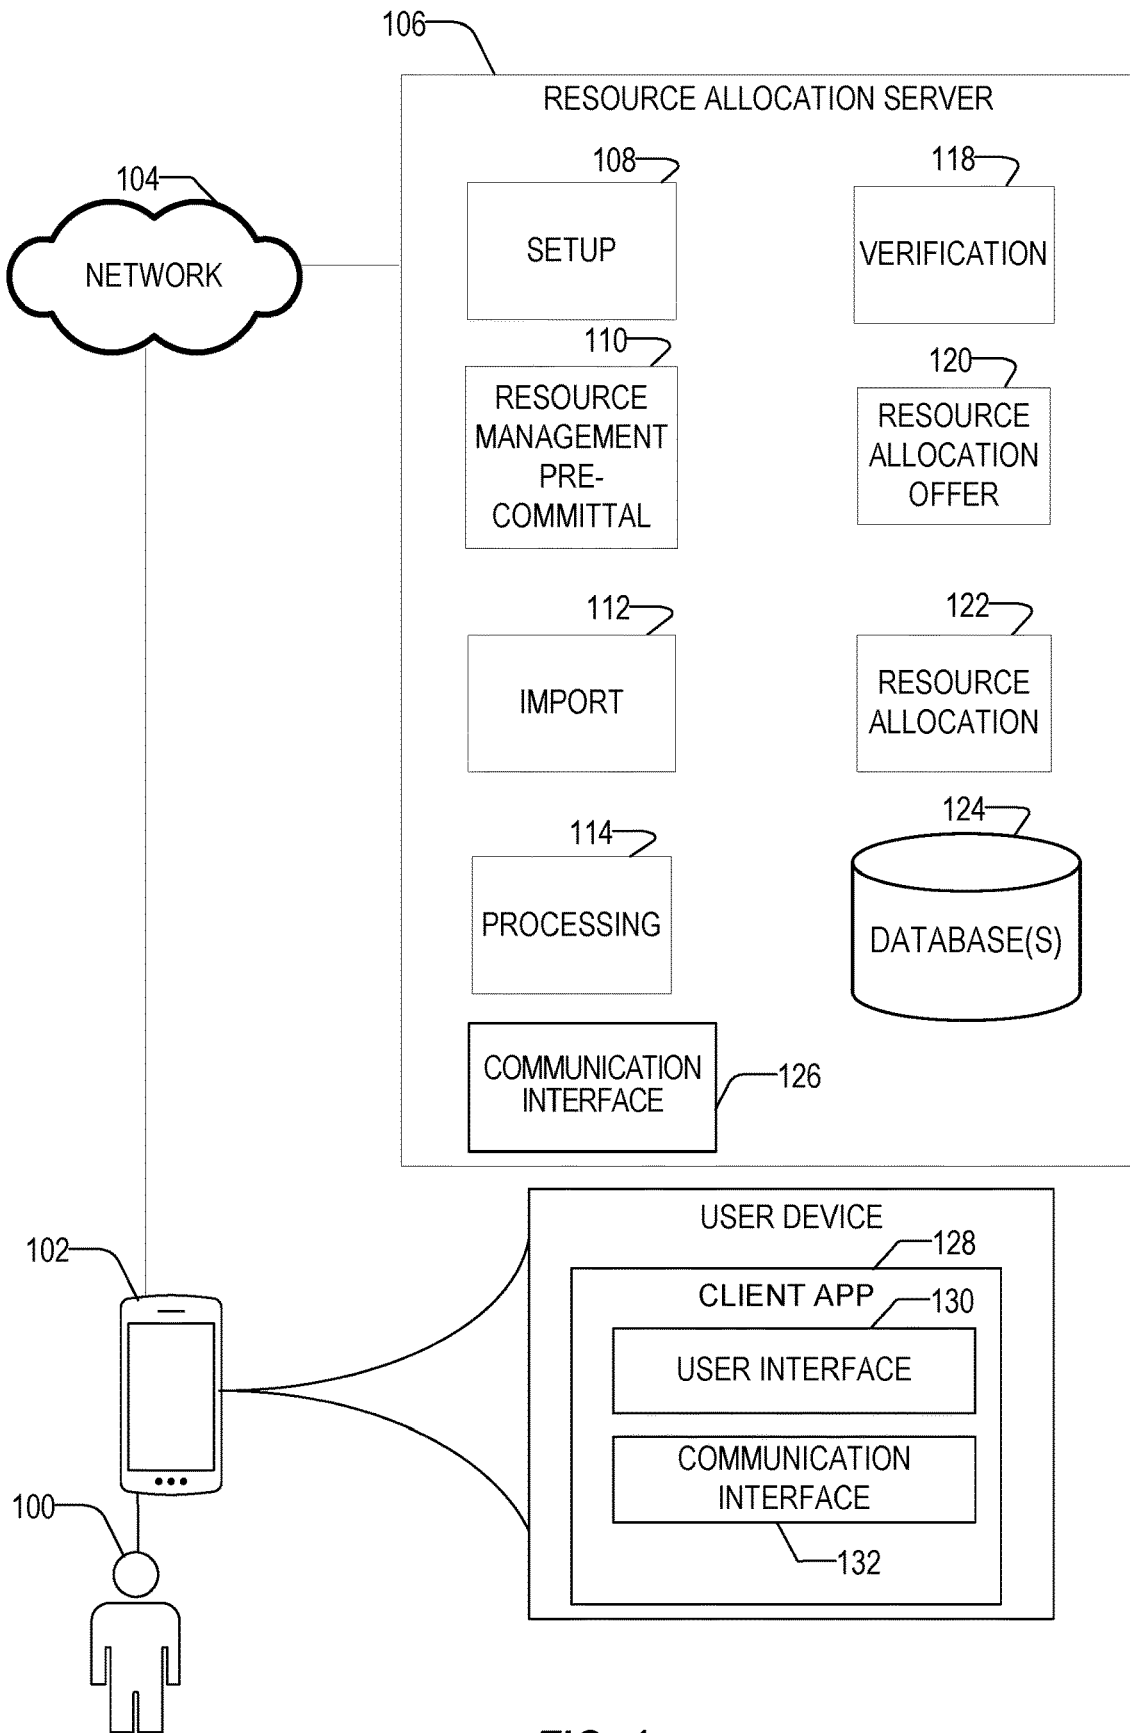 106
RESOURCE ALLOCATION SERVER
104
NETWORK
108
SETUP
118
VERIFICATION
110
RESOURCE
MANAGEMENT
PRE-
COMMITTAL
120
RESOURCE
ALLOCATION
OFFER
112
IMPORT
122
RESOURCE
ALLOCATION
114
PROCESSING
124
DATABASE(S)
COMMUNICATION
INTERFACE
126
102
USER DEVICE
128
CLIENT APP
130
USER INTERFACE
COMMUNICATION
INTERFACE
132
100